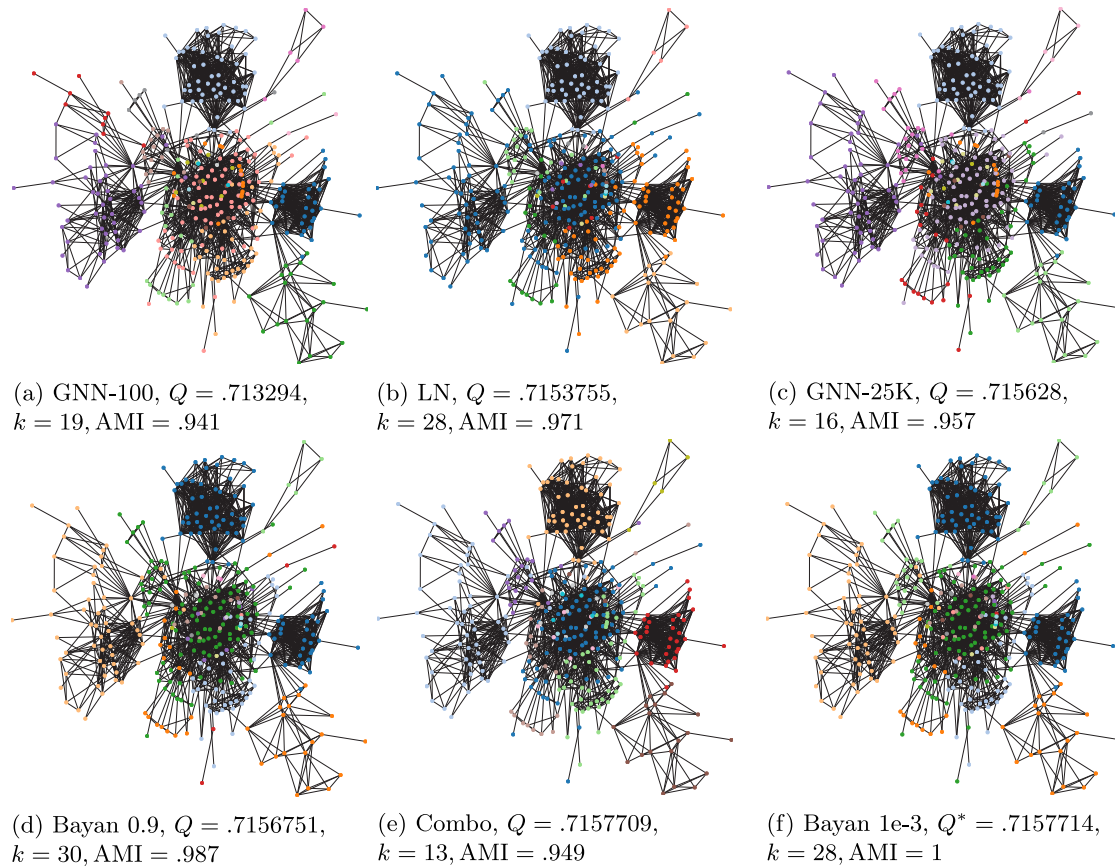 (a) GNN-100, Q = .713294,
k = 19, AMI = .941
(b) LN, Q = .7153755,
k = 28, AMI = .971
(c) GNN-25K, Q = .715628,
k = 16, AMI = .957
(d) Bayan 0.9, Q = .7156751,
k = 30, AMI = .987
(e) Combo, Q = .7157709,
k = 13, AMI = .949
(f) Bayan 1e-3, Q* = .7157714,
k = 28, AMI = 1